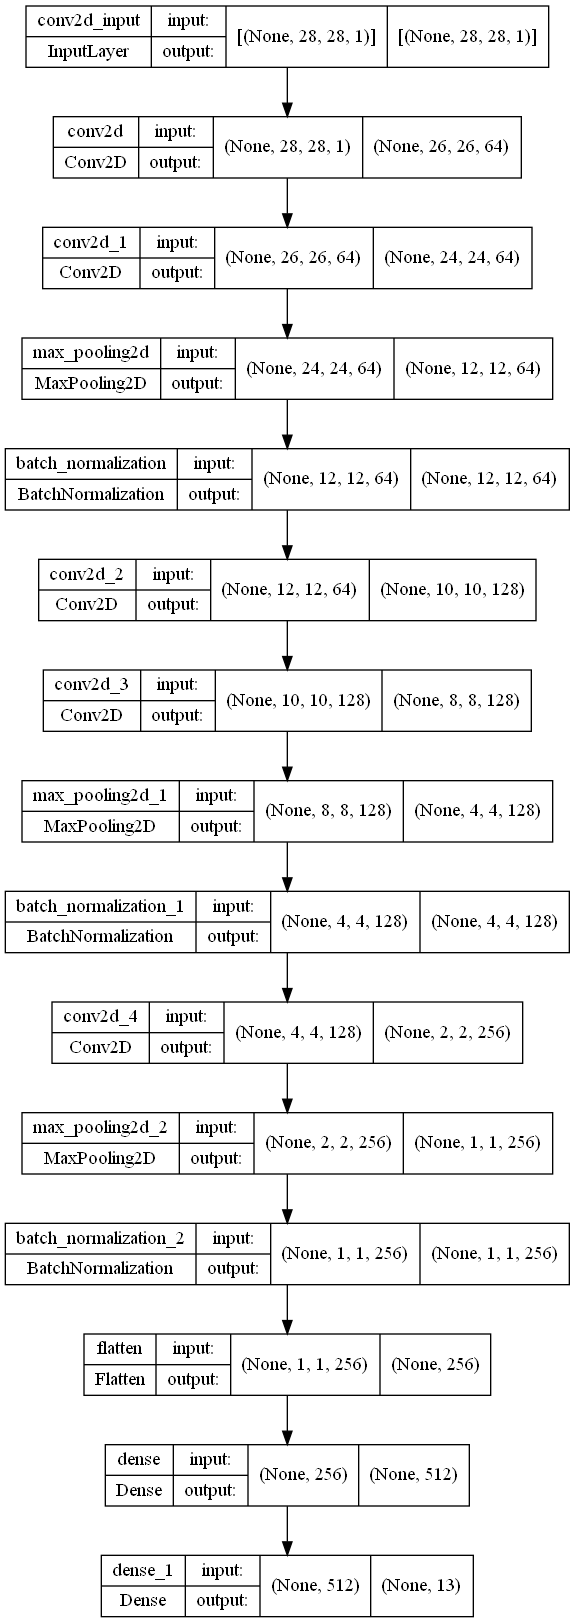 conv2d_input input: [(None, 28, 28, 1)] [(None, 28, 28, 1)]
InputLayer output:
conv2d input: (None, 28, 28, 1) (None, 26, 26, 64)
Conv2D output:
conv2d_1 input: (None, 26, 26, 64) (None, 24, 24, 64)
Conv2D output:
max_pooling2d input: (None, 24, 24, 64) (None, 12, 12, 64)
MaxPooling2D output:
batch_normalization input: (None, 12, 12, 64) (None, 12, 12, 64)
BatchNormalization output:
conv2d_2 input: (None, 12, 12, 64) (None, 10, 10, 128)
Conv2D output:
conv2d_3 input: (None, 10, 10, 128) (None, 8, 8, 128)
Conv2D output:
max_pooling2d_1 input: (None, 8, 8, 128) (None, 4, 4, 128)
MaxPooling2D output:
batch_normalization_1 input: (None, 4, 4, 128) (None, 4, 4, 128)
BatchNormalization output:
conv2d_4 input: (None, 4, 4, 128) (None, 2, 2, 256)
Conv2D output:
max_pooling2d_2 input: (None, 2, 2, 256) (None, 1, 1, 256)
MaxPooling2D output:
batch_normalization_2 input: (None, 1, 1, 256) (None, 1, 1, 256)
BatchNormalization output:
flatten input: (None, 1, 1, 256) (None, 256)
Flatten output:
dense input: (None, 256) (None, 512)
Dense output:
dense_1 input: (None, 512) (None, 13)
Dense output: